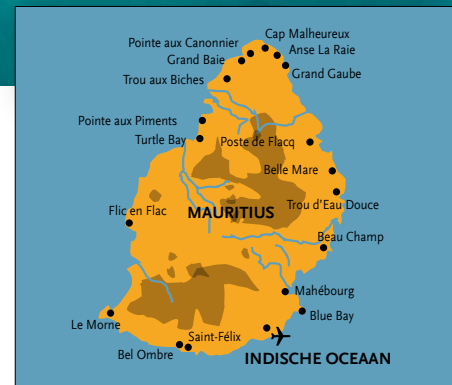 Cap Malheureux
Pointe aux Canonnier
Anse La Raie
Grand Baie
Grand Gaube
Trou aux Biches
Pointe aux Piments
Turtle Bay
Poste de Flacq
Belle Mare
Trou d'Eau Douce
Flic en Flac
MAURITIUS
Beau Champ
Mahébourg
Blue Bay
Le Morne
Saint-Félix
Bel Ombre
INDISCHE OCEAAN